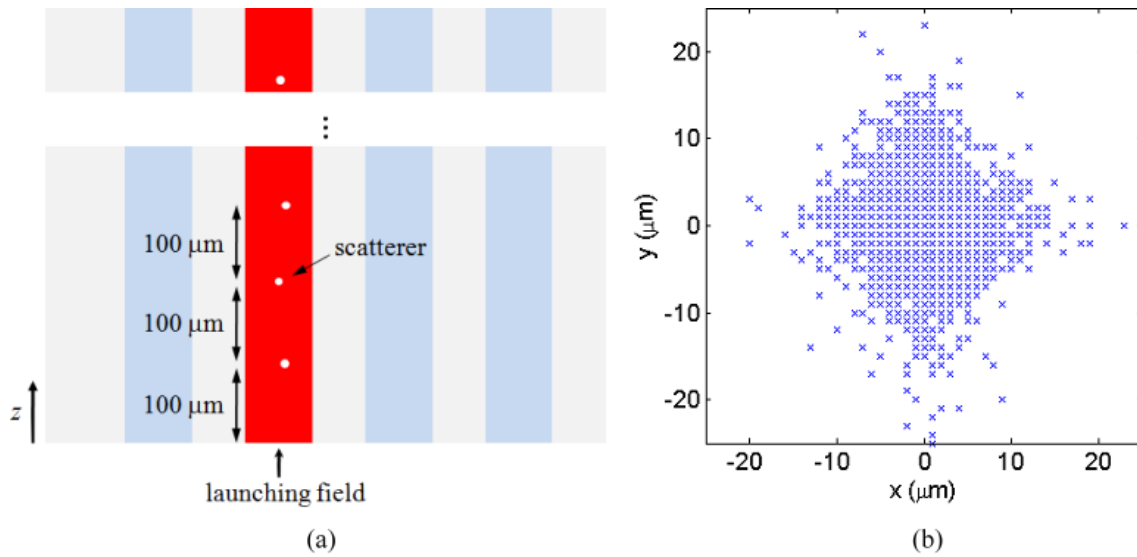 ⋮
100 μm
scatterer
100 μm
100 μm
z
launching field
(a)
20
10
0
-10
-20
y (μm)
-20
-10
0
10
20
x (μm)
(b)